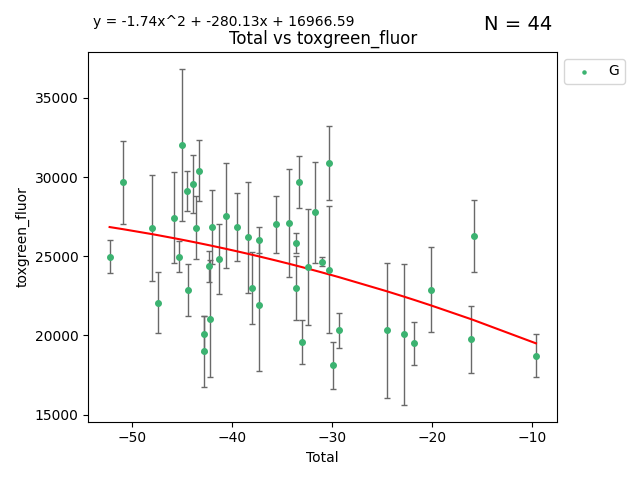 y = -1.74x^2 + -280.13x + 16966.59
N = 44
Total vs toxgreen_fluor
G
35000
30000
25000
20000
15000
toxgreen_fluor
−50
−40
−30
−20
−10
Total